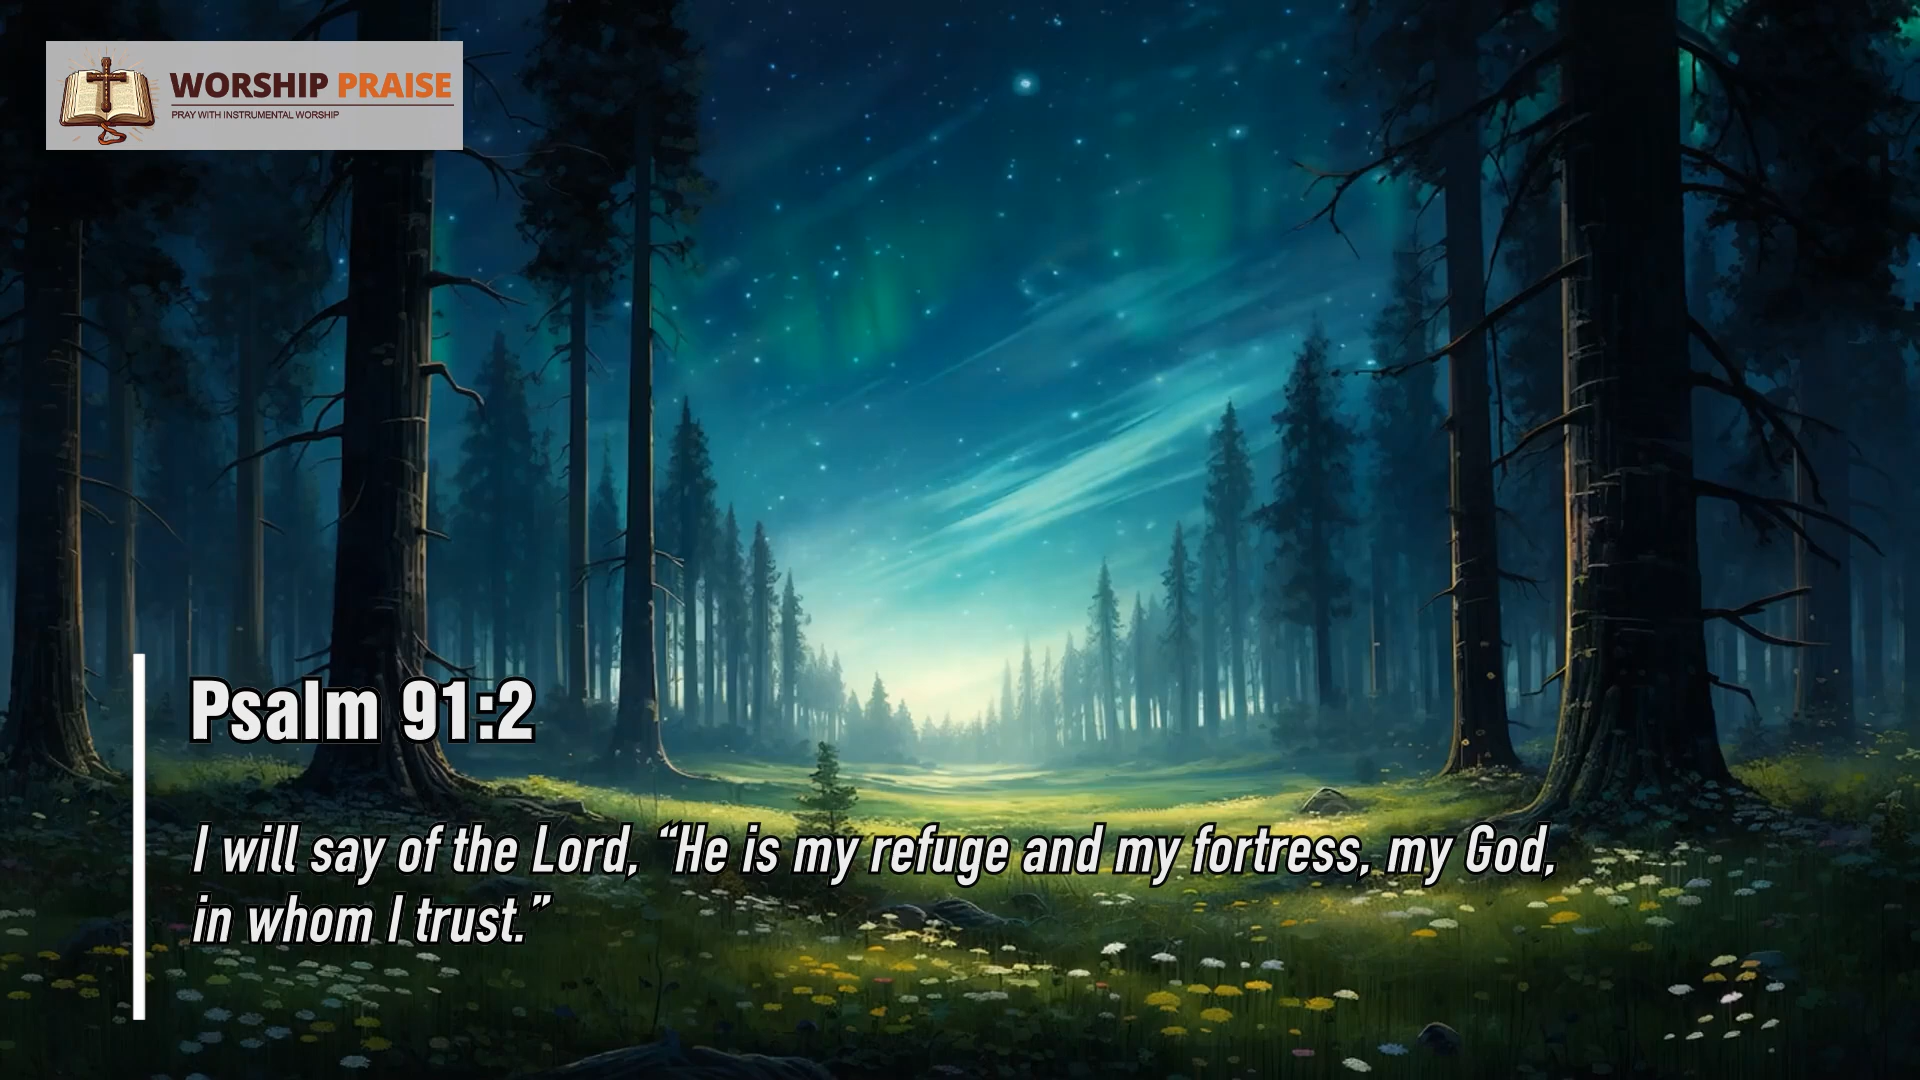 WORSHIP PRAISE
PRAY WITH INSTRUMENTAL WORSHIP
Psalm 91:2
I will say of the Lord, “He is my refuge and my fortress, my God,
in whom I trust.”